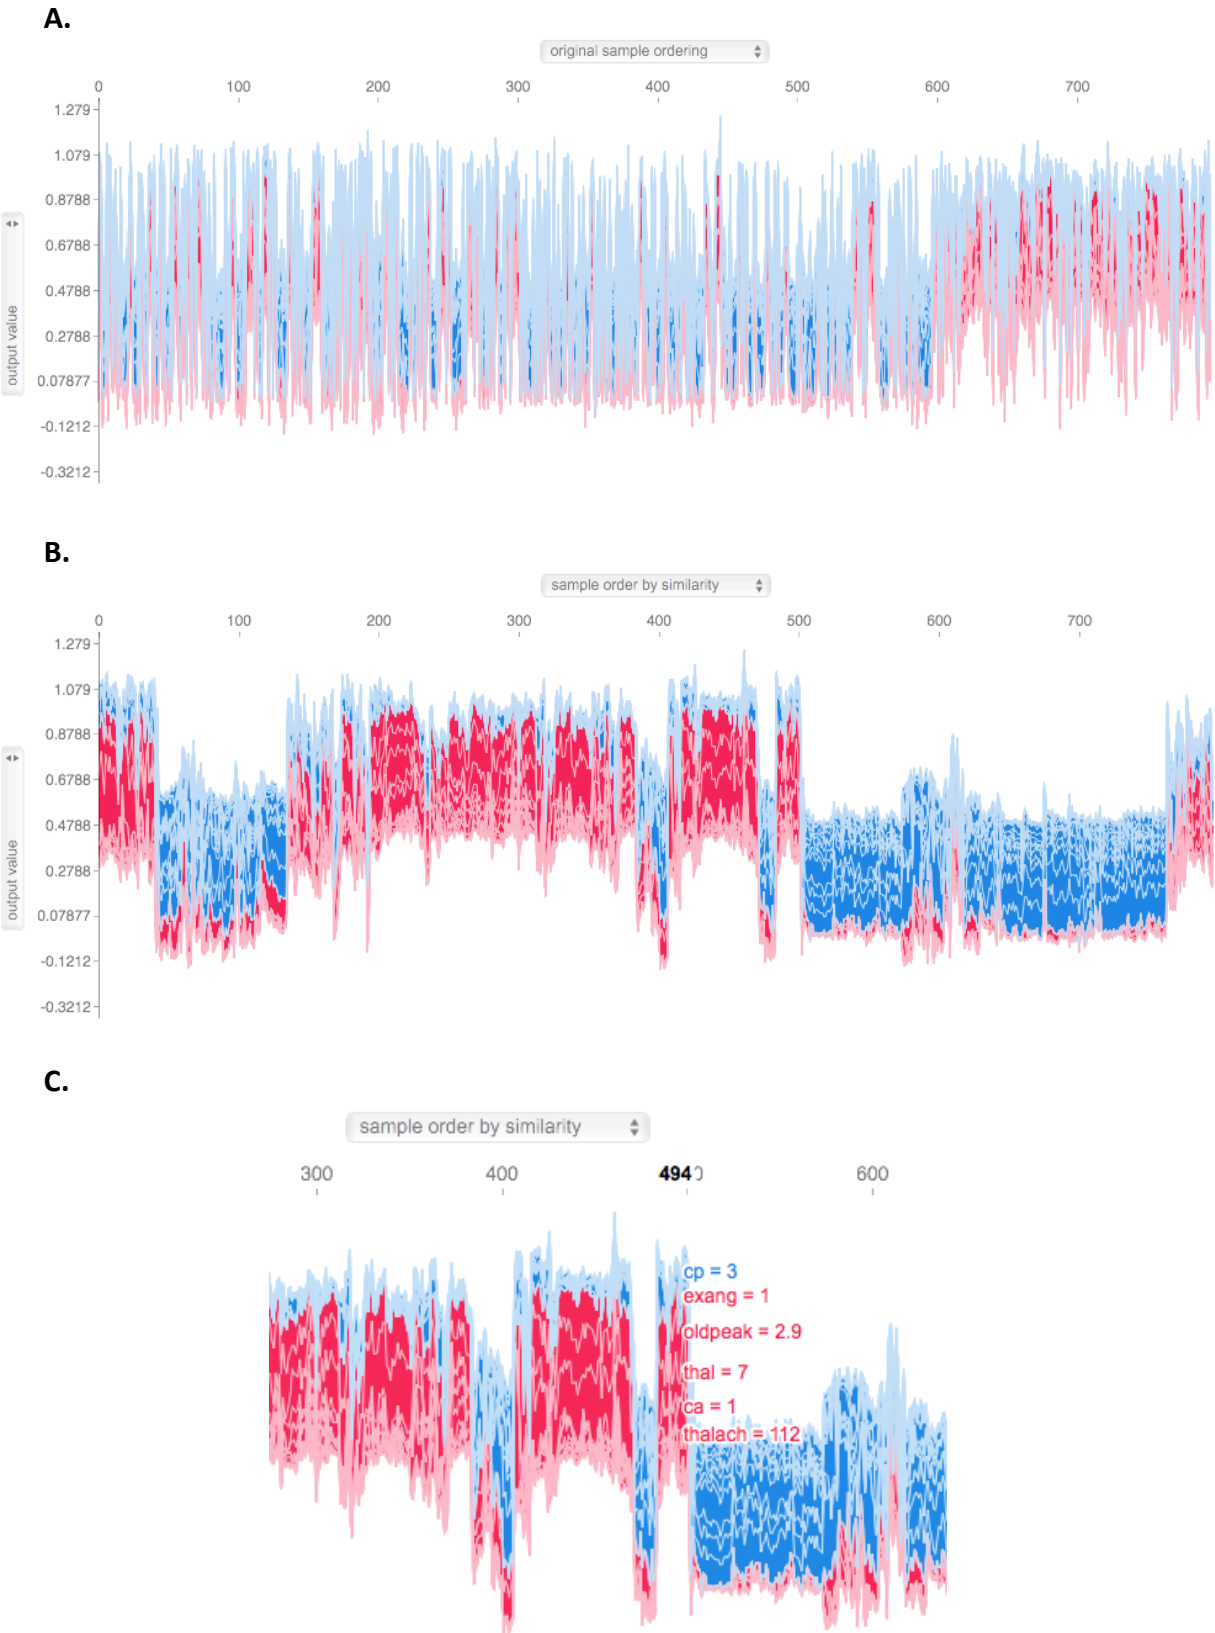 A.
original sample ordering
0 100 200 300 400 500 600 700
1.279
1.079
0.8788
0.6788
0.4788
0.2788
0.07877
-0.1212
-0.3212
output value
B.
sample order by similarity
0 100 200 300 400 500 600 700
1.279
1.079
0.8788
0.6788
0.4788
0.2788
0.07877
-0.1212
-0.3212
output value
C.
sample order by similarity
300 400 494 600
cp = 3
exang = 1
oldpeak = 2.9
thal = 7
ca = 1
thalach = 112